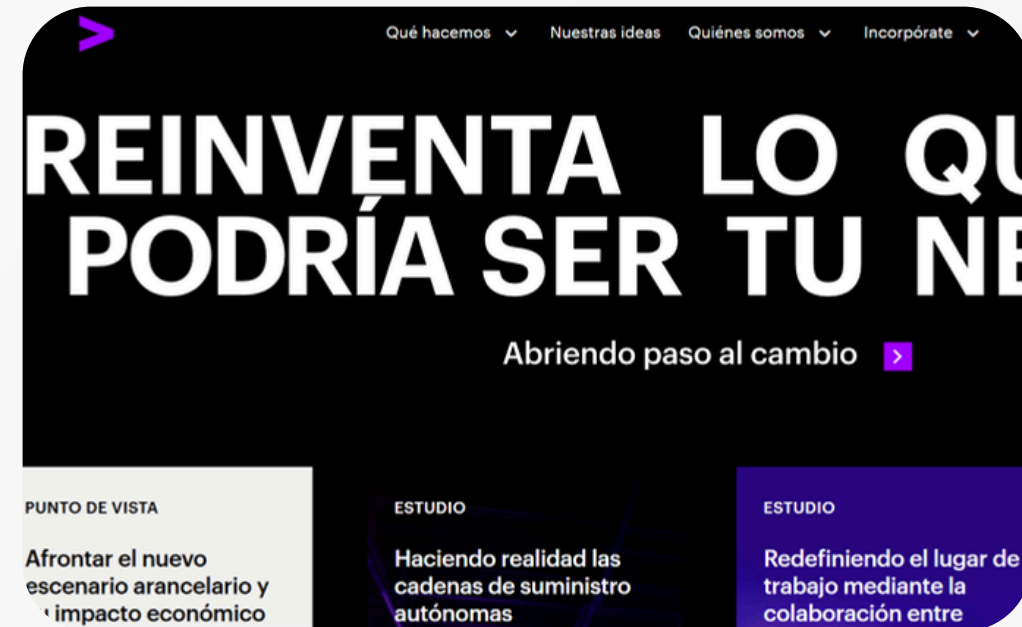 Qué hacemos Nuestras ideas Quiénes somos Incorpórate
REINVENTA LO QU
PODRÍA SER TU NE
Abriendo paso al cambio
PUNTO DE VISTA
Afrontar el nuevo
escenario arancelario y
u impacto económico
ESTUDIO
Haciendo realidad las
cadenas de suministro
autónomas
ESTUDIO
Redefiniendo el lugar de
trabajo mediante la
colaboración entre